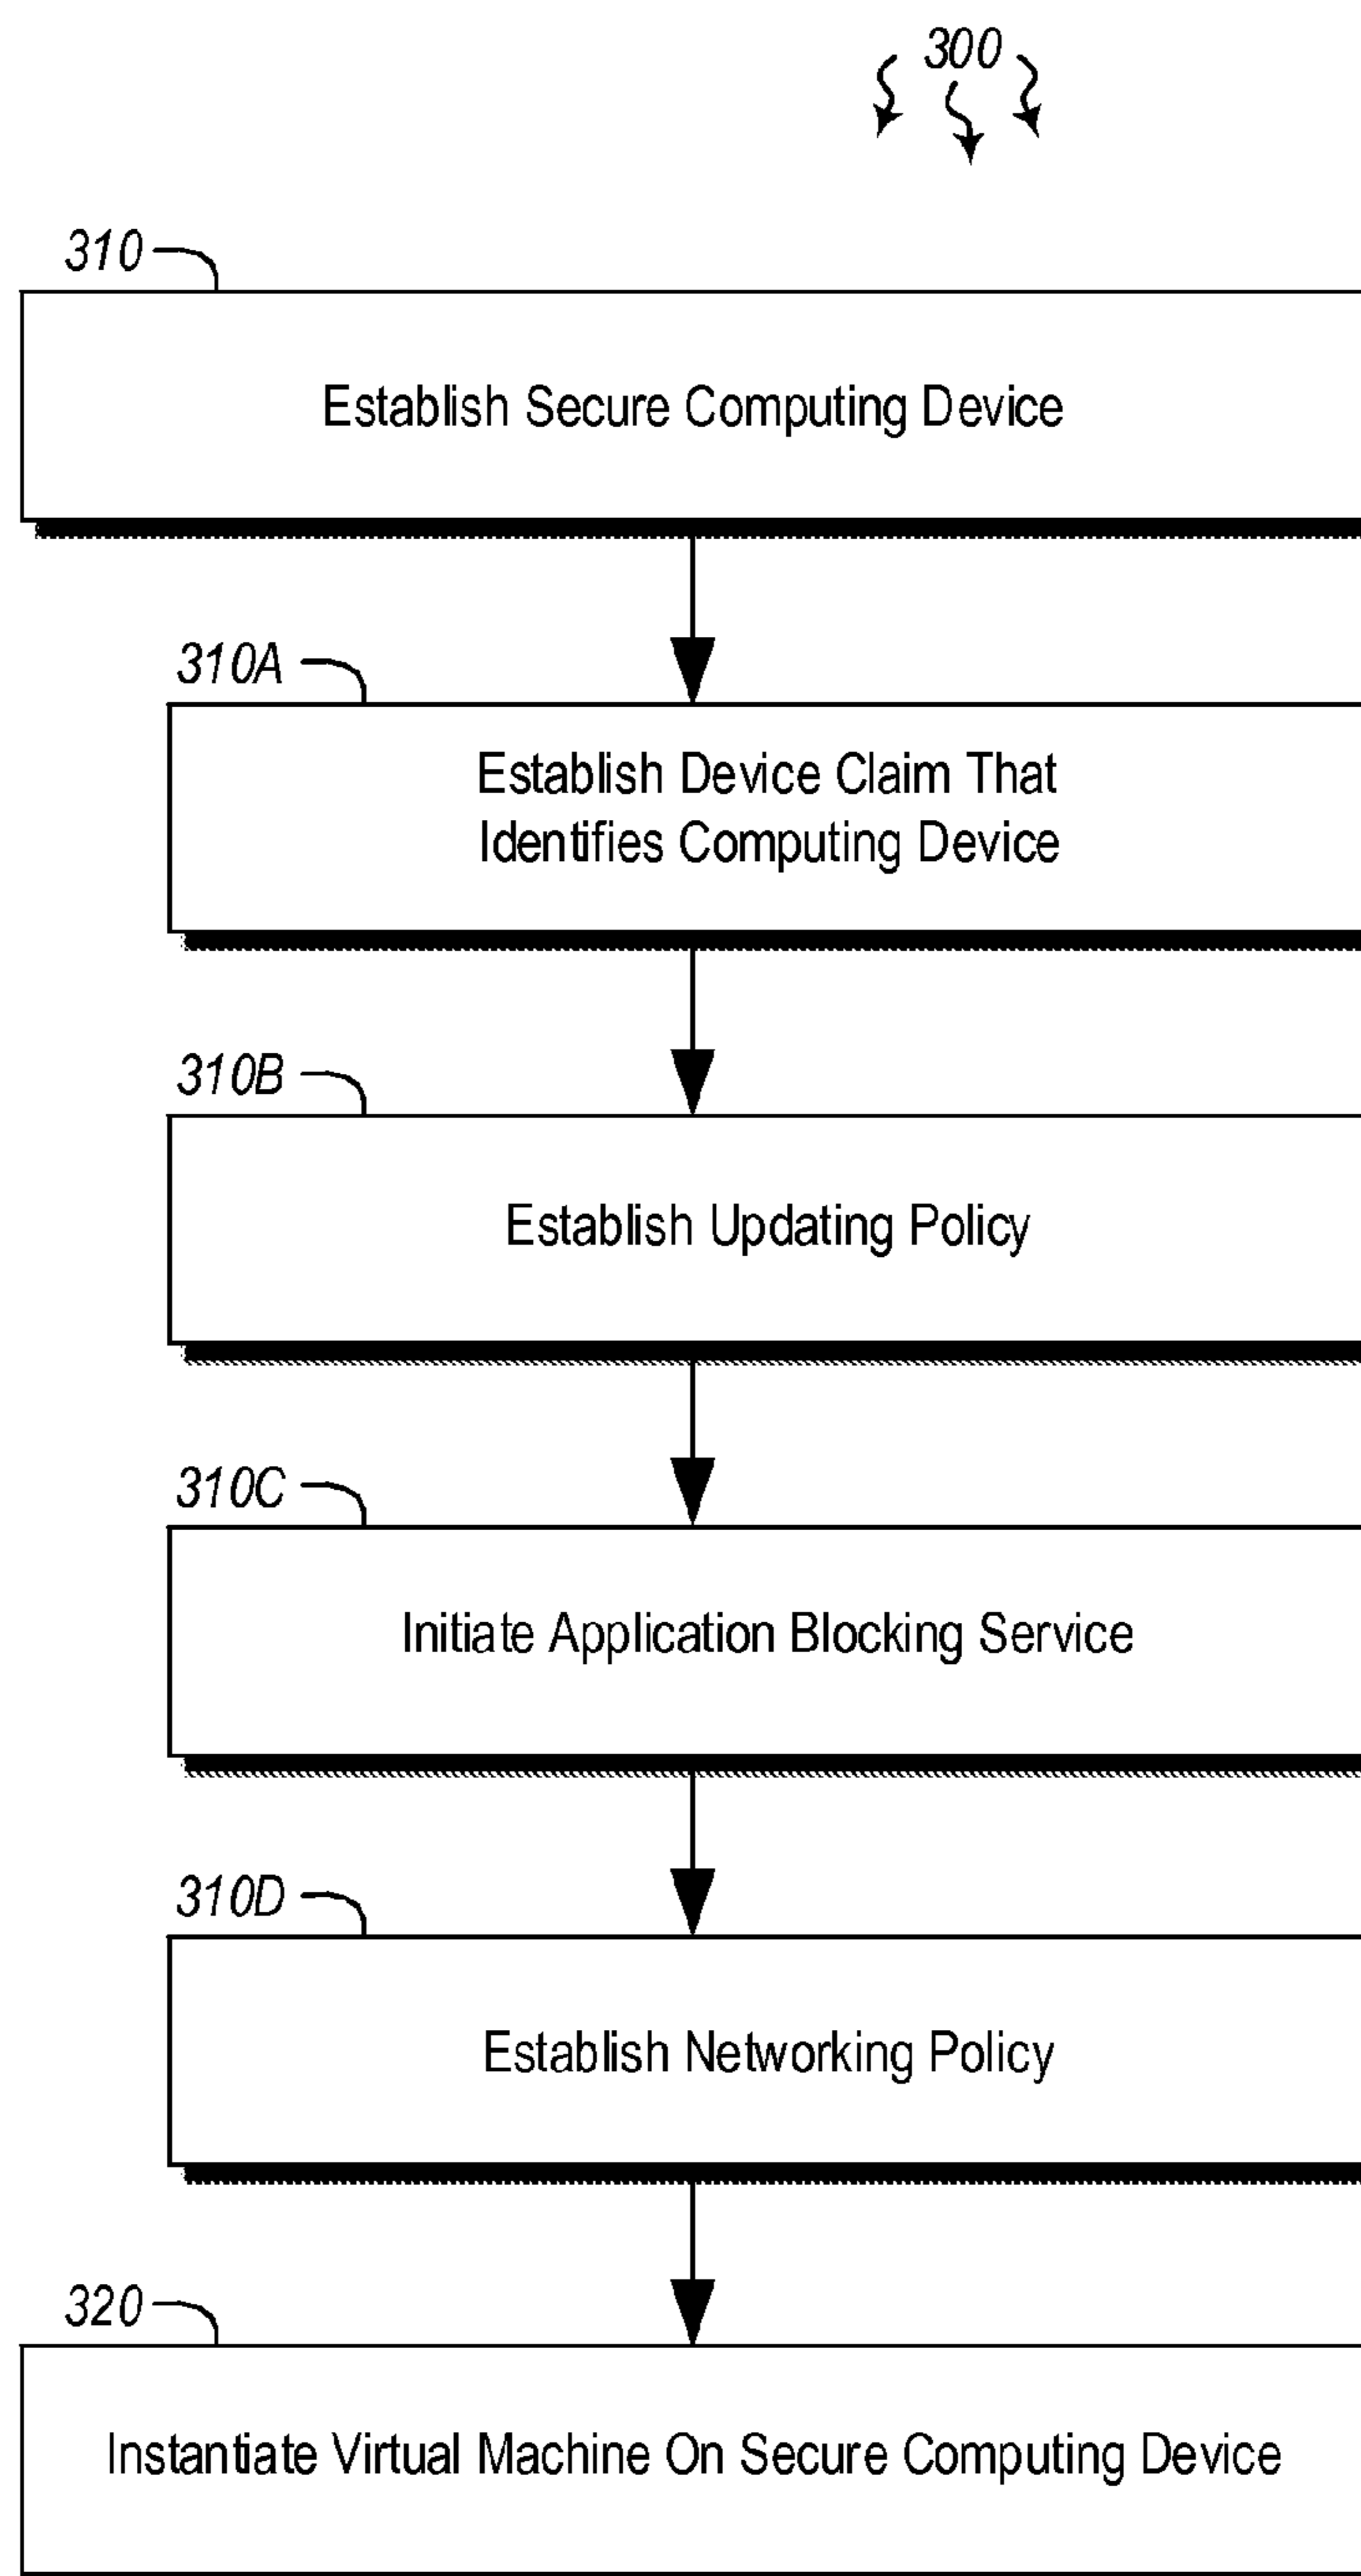 300
310
Establish Secure Computing Device
310A
Establish Device Claim That
Identifies Computing Device
310B
Establish Updating Policy
310C
Initiate Application Blocking Service
310D
Establish Networking Policy
320
Instantiate Virtual Machine On Secure Computing Device